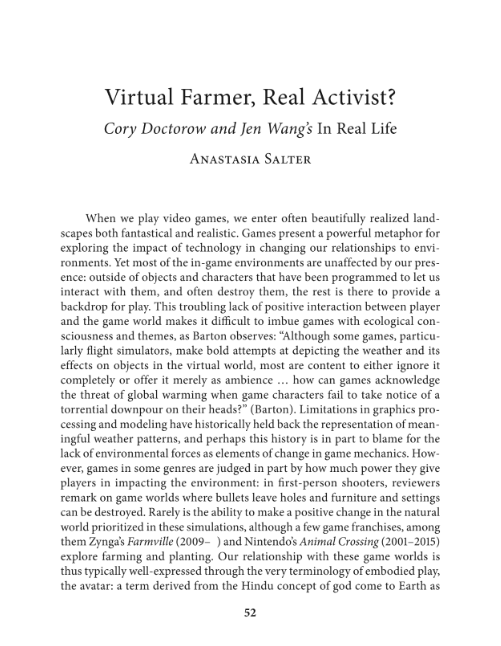 Virtual Farmer, Real Activist?
Cory Doctorow and Jen Wang's In Real Life
Anastasia Salter
When we play video games, we enter often beautifully realized land-
scapes both fantastical and realistic. Games present a powerful metaphor for
exploring the impact of technology in changing our relationships to envi-
ronments. Yet most of the in-game environments are unaffected by our pres-
ence: outside of objects and characters that have been programmed to let us
interact with them, and often destroy them, the rest is there to provide a
backdrop for play. This troubling lack of positive interaction between player
and the game world makes it difficult to imbue games with ecological con-
sciousness and themes, as Barton observes: “Although some games, particu-
larly flight simulators, make bold attempts at depicting the weather and its
effects on objects in the virtual world, most are content to either ignore it
completely or offer it merely as ambience … how can games acknowledge
the threat of global warming when game characters fail to take notice of a
torrential downpour on their heads?” (Barton). Limitations in graphics pro-
cessing and modeling have historically held back the representation of mean-
ingful weather patterns, and perhaps this history is in part to blame for the
lack of environmental forces as elements of change in game mechanics. How-
ever, games in some genres are judged in part by how much power they give
players in impacting the environment: in first-person shooters, reviewers
remark on game worlds where bullets leave holes and furniture and settings
can be destroyed. Rarely is the ability to make a positive change in the natural
world prioritized in these simulations, although a few game franchises, among
them Zynga's Farmville (2009– ) and Nintendo's Animal Crossing (2001–2015)
explore farming and planting. Our relationship with these game worlds is
thus typically well-expressed through the very terminology of embodied play,
the avatar: a term derived from the Hindu concept of god come to Earth as
52